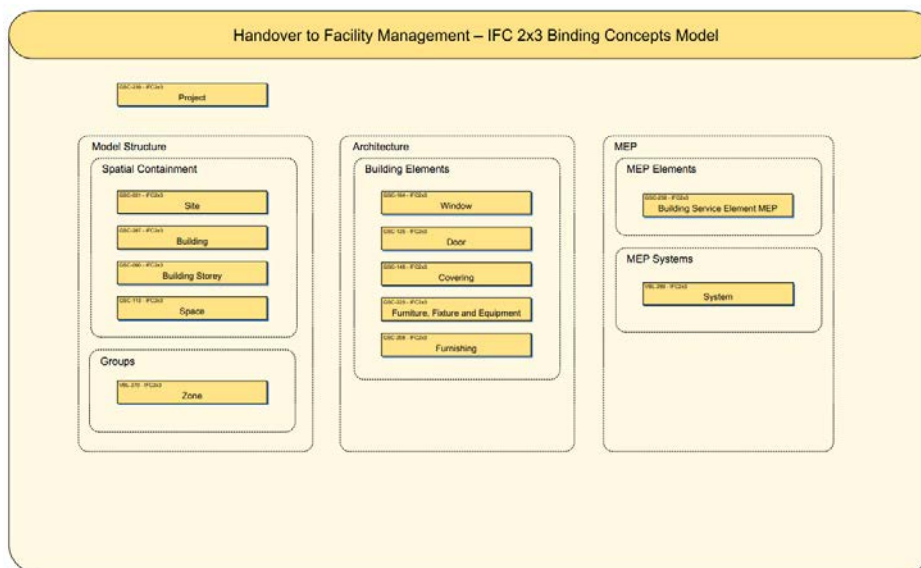 Handover to Facility Management – IFC 2x3 Binding Concepts Model
Project
Model Structure
Spatial Containment
Site
Building
Building Storey
Space
Groups
Zone
Architecture
Building Elements
Window
Door
Covering
Furniture, Fixture and Equipment
Furnishing
MEP
MEP Elements
Building Service Element MEP
MEP Systems
System